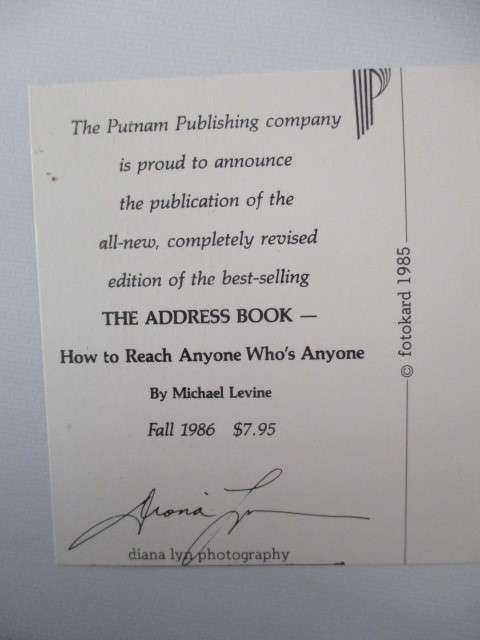 The Putnam Publishing company
is proud to announce
the publication of the
all-new, completely revised
edition of the best-selling
THE ADDRESS BOOK —
How to Reach Anyone Who's Anyone
By Michael Levine
Fall 1986 $7.95
Diana Lyn
diana lyn photography
© fotokard 1985